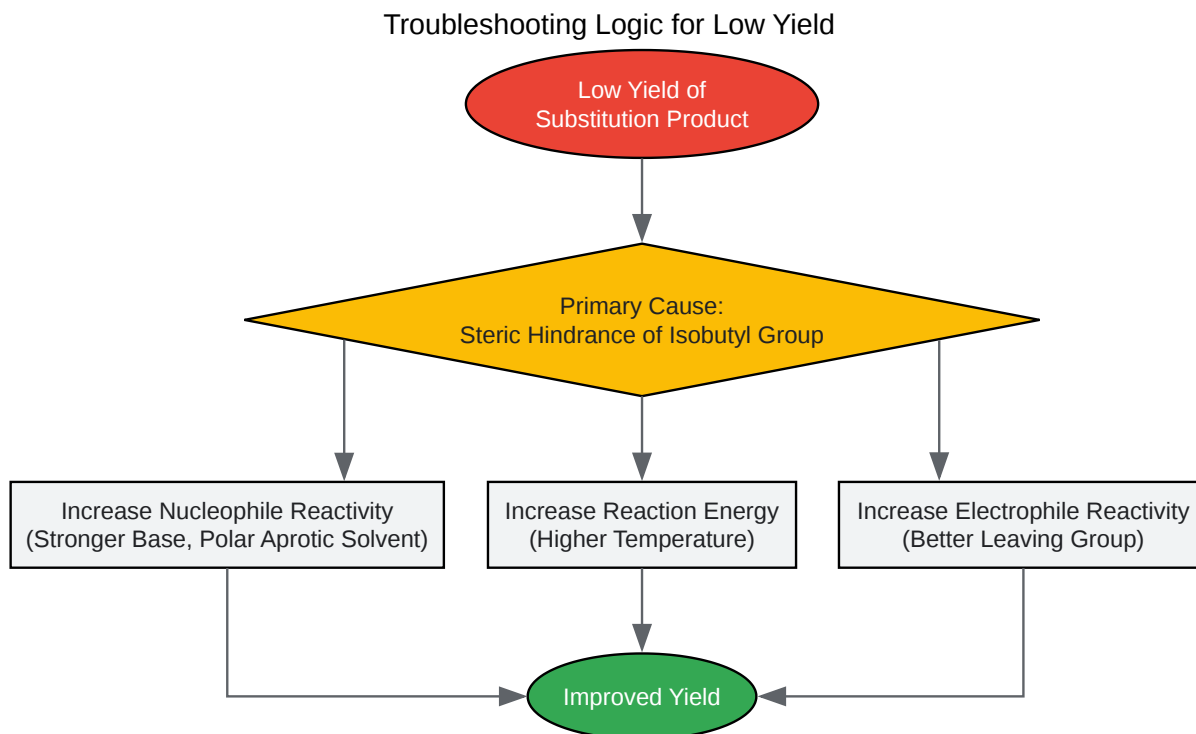 Troubleshooting Logic for Low Yield
Low Yield of
Substitution Product
Primary Cause:
Steric Hindrance of Isobutyl Group
Increase Nucleophile Reactivity
(Stronger Base, Polar Aprotic Solvent)
Increase Reaction Energy
(Higher Temperature)
Increase Electrophile Reactivity
(Better Leaving Group)
Improved Yield